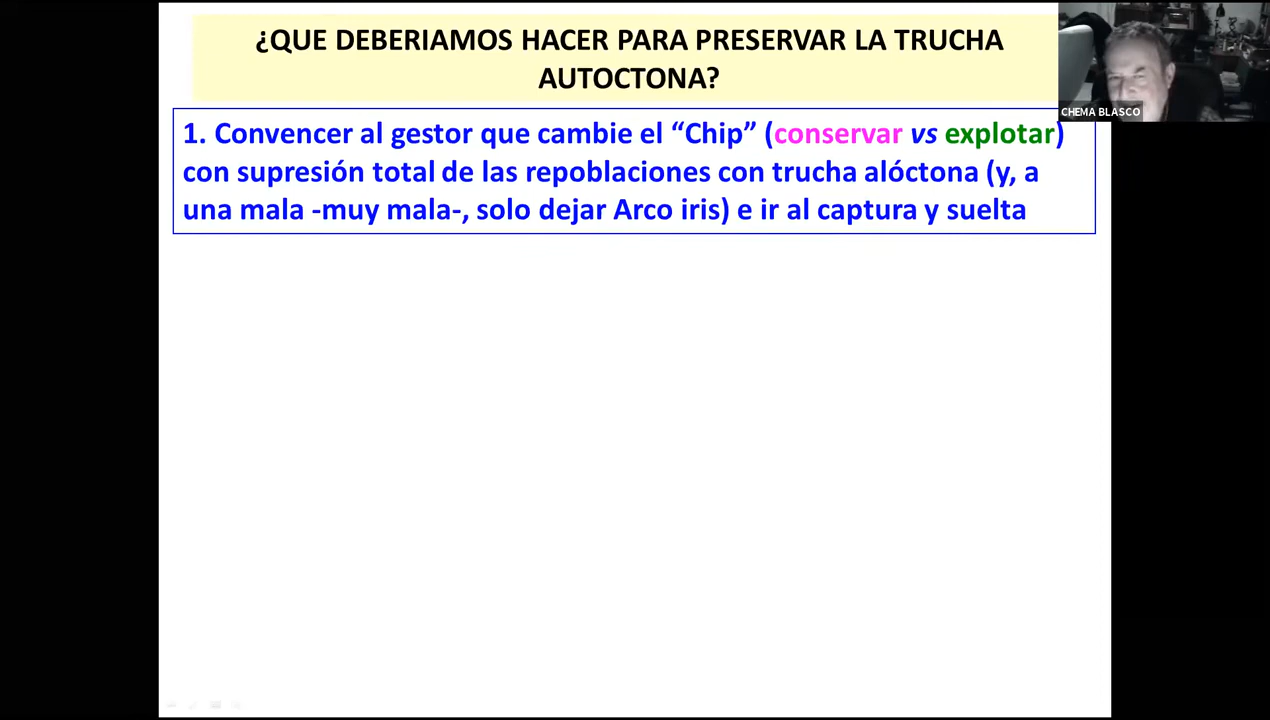 ¿QUE DEBERIAMOS HACER PARA PRESERVAR LA TRUCHA
AUTOCTONA?
CHEMA BLASCO
1. Convencer al gestor que cambie el “Chip” (conservar vs explotar)
con supresión total de las repoblaciones con trucha alóctona (y, a
una mala -muy mala-, solo dejar Arco iris) e ir al captura y suelta